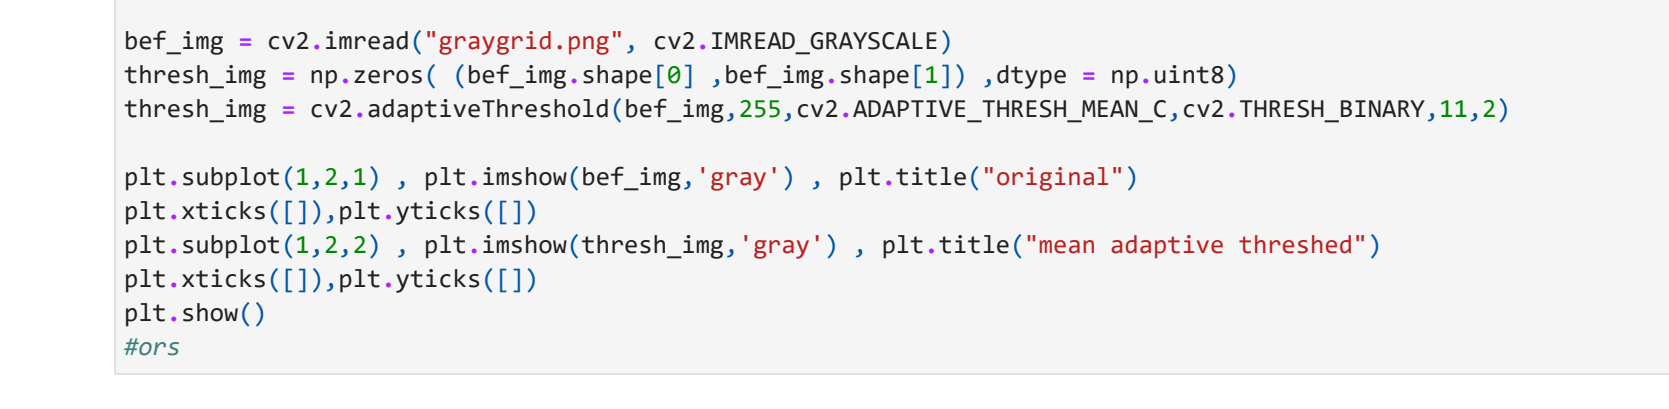 bef_img = cv2.imread("graygrid.png", cv2.IMREAD_GRAYSCALE)
thresh_img = np.zeros( (bef_img.shape[0] ,bef_img.shape[1]) ,dtype = np.uint8)
thresh_img = cv2.adaptiveThreshold(bef_img,255,cv2.ADAPTIVE_THRESH_MEAN_C,cv2.THRESH_BINARY,11,2)
plt.subplot(1,2,1) , plt.imshow(bef_img,'gray') , plt.title("original")
plt.xticks([]),plt.yticks([])
plt.subplot(1,2,2) , plt.imshow(thresh_img,'gray') , plt.title("mean adaptive threshed")
plt.xticks([]),plt.yticks([])
plt.show()
#ors